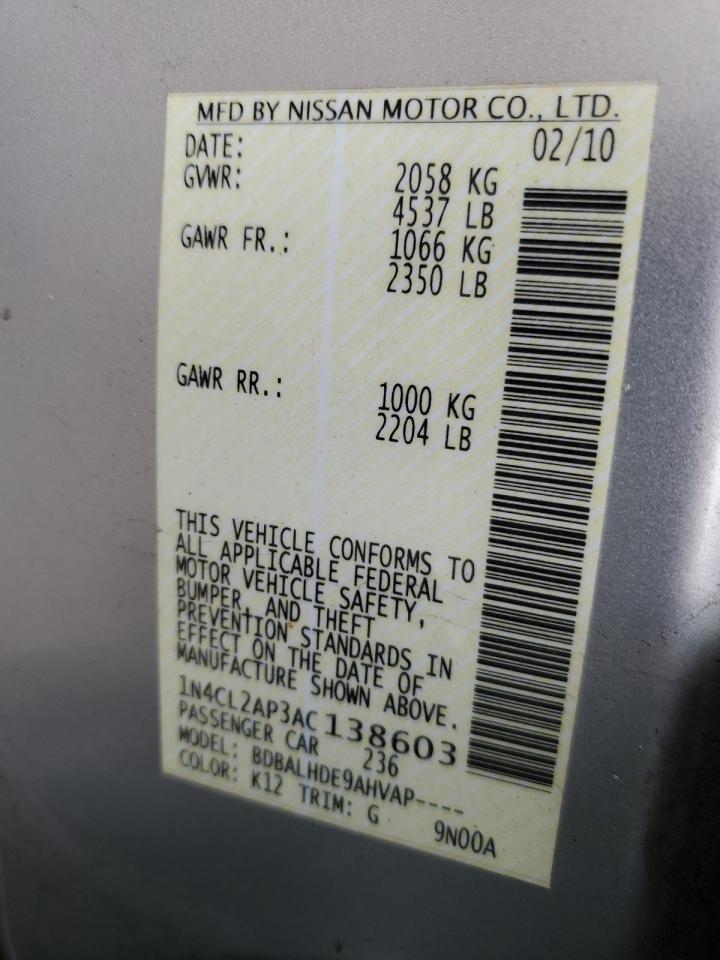 MFD BY NISSAN MOTOR CO., LTD.
DATE: 02/10
GVWR: 2058 KG
4537 LB
GAWR FR.: 1066 KG
2350 LB
GAWR RR.: 1000 KG
2204 LB
THIS VEHICLE CONFORMS TO
ALL APPLICABLE FEDERAL
MOTOR VEHICLE SAFETY,
BUMPER, AND THEFT
PREVENTION STANDARDS IN
EFFECT ON THE DATE OF
MANUFACTURE SHOWN ABOVE.
1N4CL2AP3AC138603
PASSENGER CAR 236
MODEL: BDBALHDE9AHVAP----
COLOR: K12 TRIM: G 9N00A